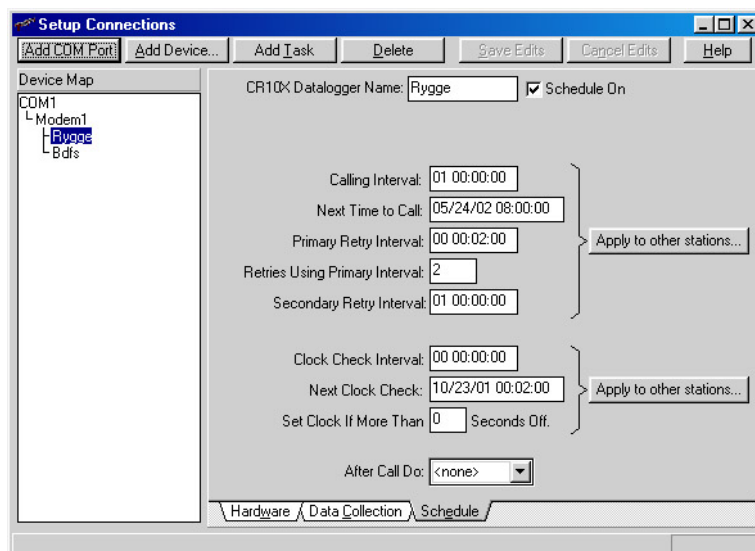 Setup Connections
Add COM Port Add Device... Add Task Delete Save Edits Cancel Edits Help
Device Map
COM1
Modem1
Rygge
Bdfs
CR10X Datalogger Name: Rygge Schedule On
Calling Interval: 01 00:00:00
Next Time to Call: 05/24/02 08:00:00
Primary Retry Interval: 00 00:02:00
Apply to other stations...
Retries Using Primary Interval: 2
Secondary Retry Interval: 01 00:00:00
Clock Check Interval: 00 00:00:00
Next Clock Check: 10/23/01 00:02:00
Apply to other stations...
Set Clock If More Than 0 Seconds Off.
After Call Do: <none>
Hardware Data Collection Schedule